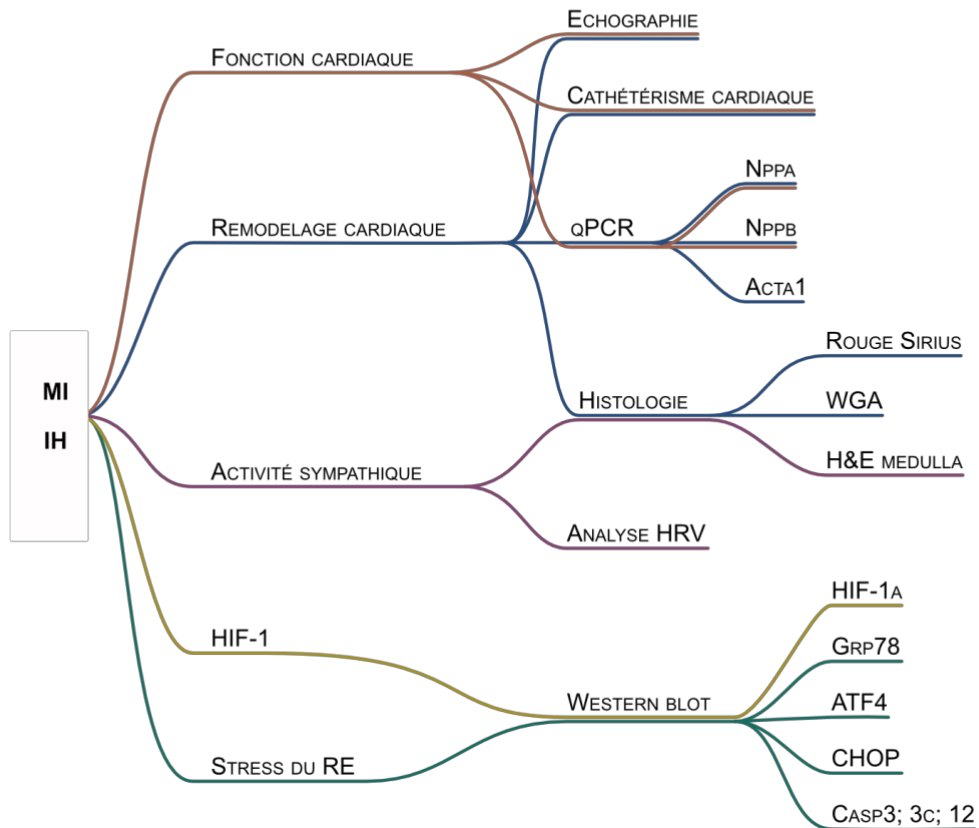 Echographie
Fonction cardiaque
Cathétérisme cardiaque
Nppa
Remodelage cardiaque
qPCR
Nppb
Acta1
Rouge Sirius
MI
Histologie
WGA
IH
H&E medulla
Activité sympathique
Analyse HRV
HIF-1a
HIF-1
Grp78
Western blot
ATF4
Stress du RE
CHOP
Casp3; 3c; 12